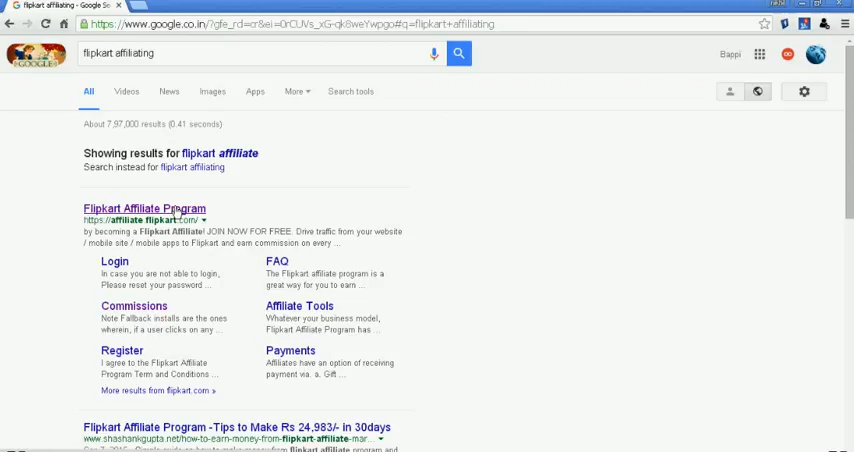 flipkart affiliating - Google Se
https://www.google.co.in/?gfe_rd=cr&ei=0rCUVs_xG-qk8weYwpgo#q=flipkart+affiliating
GOOGLE
flipkart affiliating
Bappi
All Videos News Images Apps More Search tools
About 7,97,000 results (0.41 seconds)
Showing results for flipkart affiliate
Search instead for flipkart affiliating
Flipkart Affiliate Program
https://affiliate.flipkart.com/
by becoming a Flipkart Affiliate! JOIN NOW FOR FREE. Drive traffic from your website
/ mobile site / mobile apps to Flipkart and earn commission on every ...
Login
In case you are not able to login,
Please reset your password ...
FAQ
The Flipkart affiliate program is a
great way for you to earn ...
Commissions
Note Fallback installs are the ones
wherein, if a user clicks on any ...
Affiliate Tools
Whatever your business model,
Flipkart Affiliate Program has ...
Register
I agree to the Flipkart Affiliate
Program Term and Conditions ...
Payments
Affiliates have an option of receiving
payment via. a. Gift ...
More results from flipkart.com »
Flipkart Affiliate Program -Tips to Make Rs 24,983/- in 30days
www.shashankgupta.net/how-to-earn-money-from-flipkart-affiliate-mar...
flipkart affiliate program and